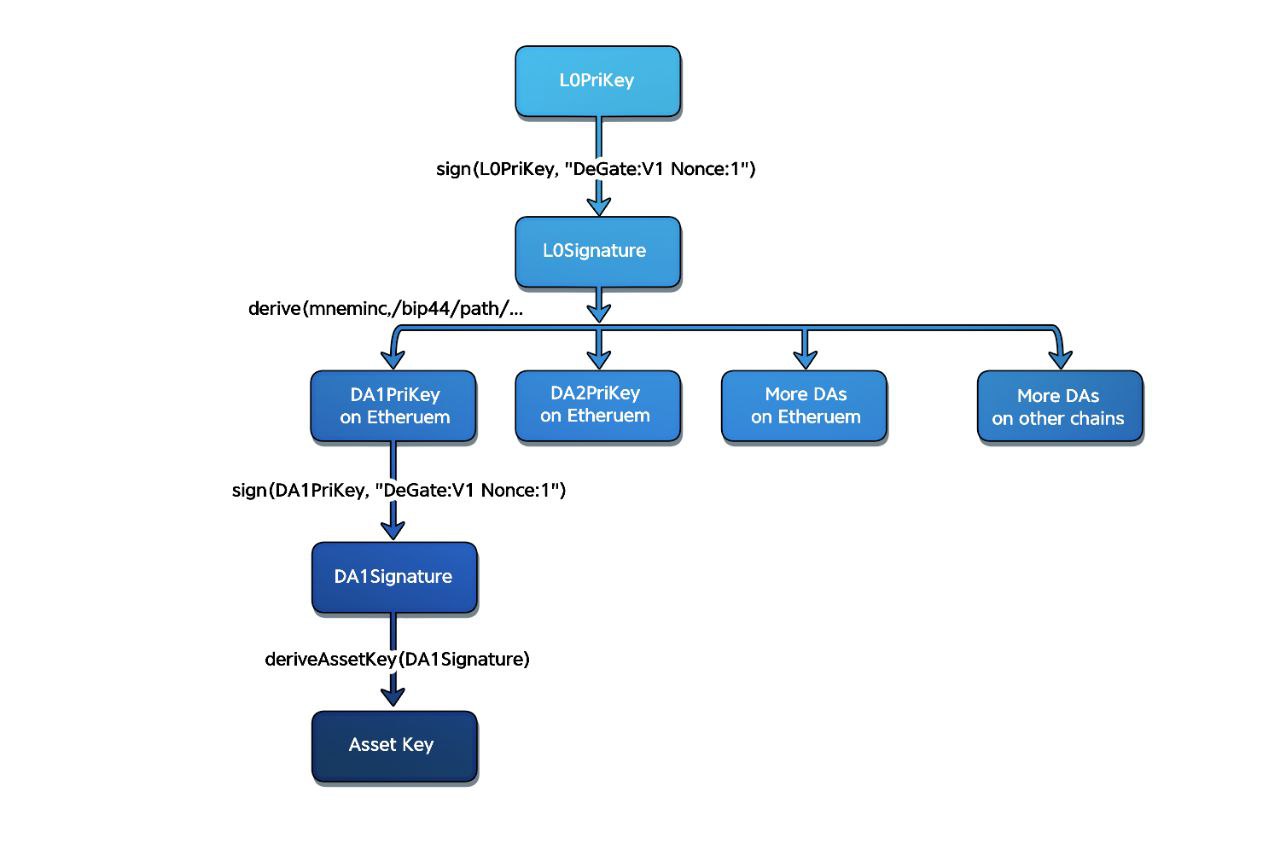 L0PriKey
sign(L0PriKey, "DeGate:V1 Nonce:1")
L0Signature
derive(mneminc,/bip44/path/...
DA1PriKey
on Etheruem
DA2PriKey
on Etheruem
More DAs
on Etheruem
More DAs
on other chains
sign(DA1PriKey, "DeGate:V1 Nonce:1")
DA1Signature
deriveAssetKey(DA1Signature)
Asset Key